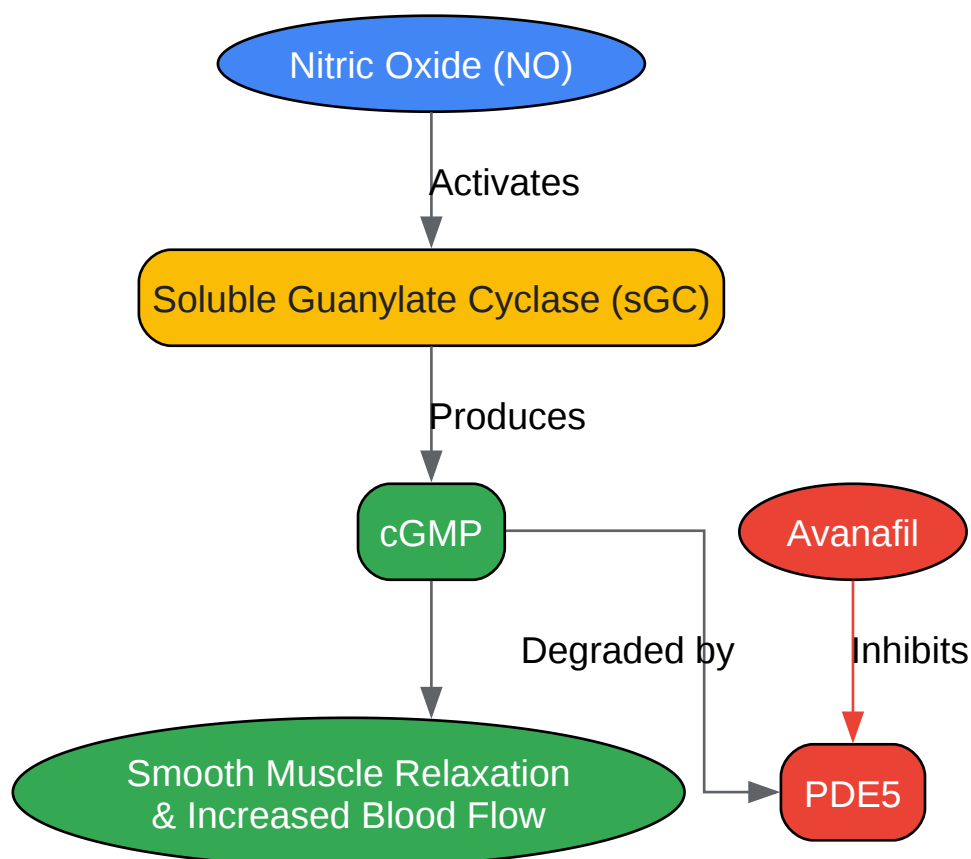 Nitric Oxide (NO)
Activates
Soluble Guanylate Cyclase (sGC)
Produces
cGMP
Avanafil
Degraded by
Inhibits
Smooth Muscle Relaxation
& Increased Blood Flow
PDE5